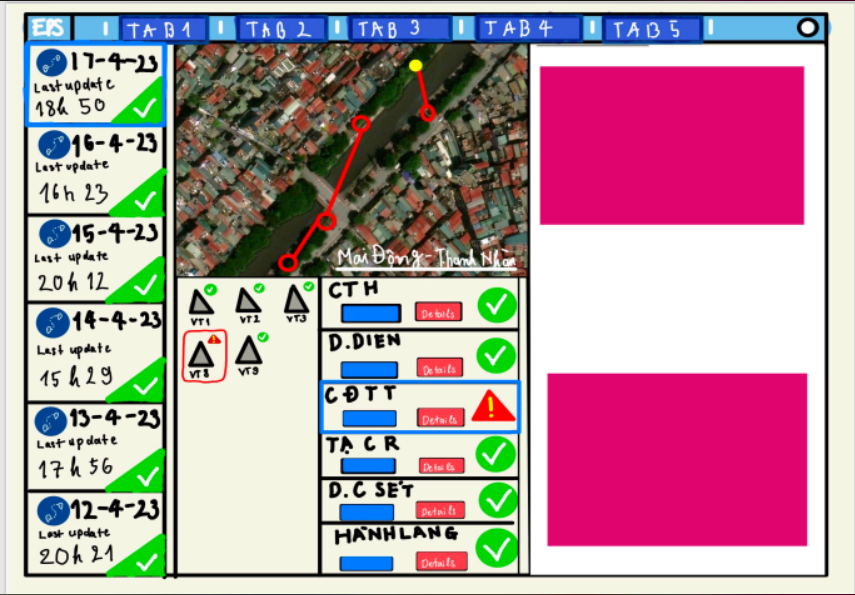 EPS
TAB1
TAB 2
TAB 3
TAB 4
TAB 5
17-4-23
Last update
18h 50
16-4-23
Last update
16h 23
15-4-23
Last update
20h 12
14-4-23
Last update
15h 29
13-4-23
Last update
17h 56
12-4-23
Last update
20h 21
Mai Động - Thanh Nhàn
VT1
VT2
VT3
VT8
VT9
CTH
Details
D.DIEN
Details
CĐTT
Details
TẠ CR
Details
D.C SÉT
Details
HÀNH LANG
Details